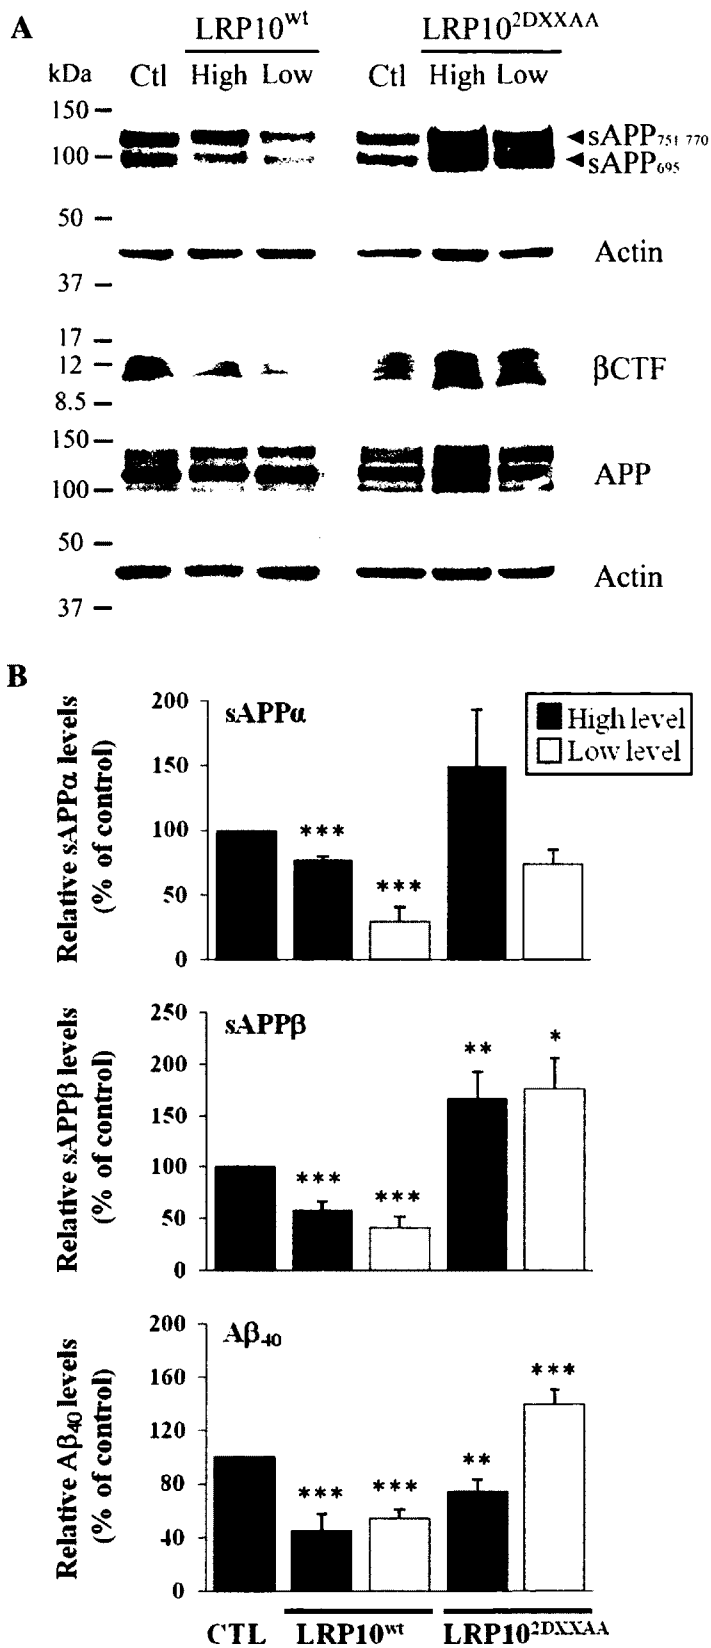 A
LRP10wt LRP102DXXAA
kDa Ctl High Low Ctl High Low
150
100
sAPP751 770
sAPP695
50
37
Actin
17
12
8.5
βCTF
150
100
APP
50
37
Actin
B
Relative sAPPα levels
(% of control)
200
150
100
50
0
sAPPα
High level
Low level
***
***
Relative sAPPβ levels
(% of control)
250
200
150
100
50
0
sAPPβ
***
***
**
*
Relative Aβ40 levels
(% of control)
200
160
120
80
40
0
Aβ40
***
***
**
***
CTL LRP10wt LRP102DXXAA